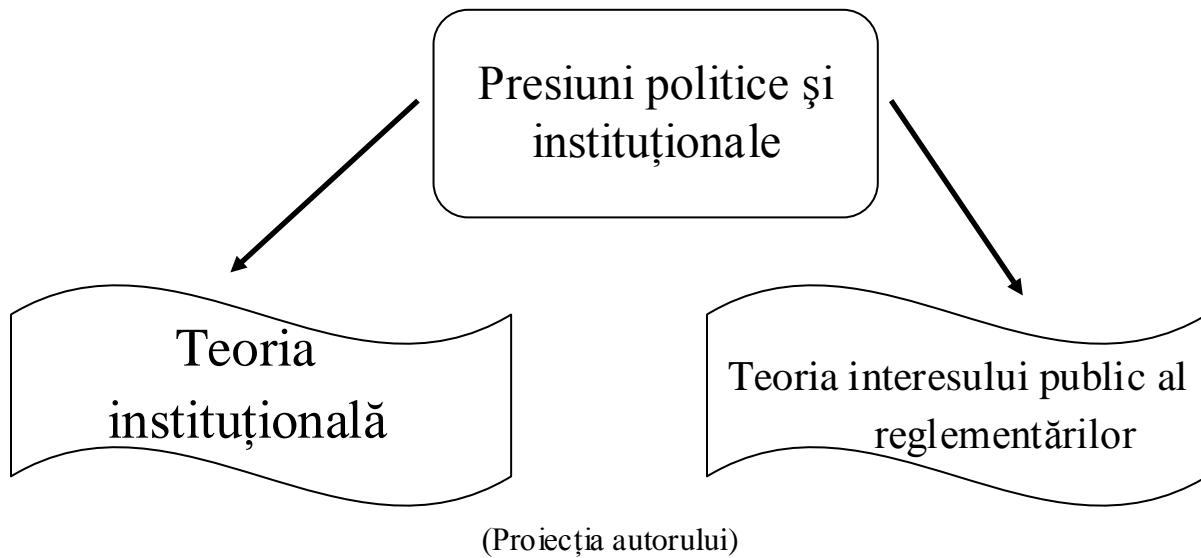 Presiuni politice şi
instituționale
Teoria
instituțională
Teoria interesului public al
reglementărilor
(Proiecția autorului)